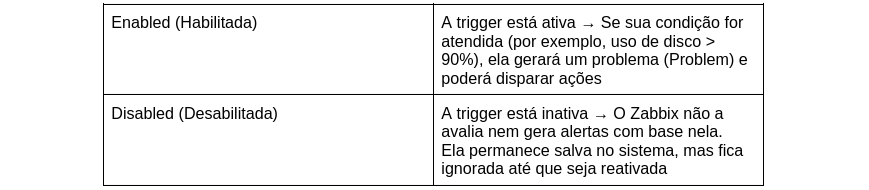 Enabled (Habilitada)
A trigger está ativa → Se sua condição for
atendida (por exemplo, uso de disco >
90%), ela gerará um problema (Problem) e
poderá disparar ações
Disabled (Desabilitada)
A trigger está inativa → O Zabbix não a
avalia nem gera alertas com base nela.
Ela permanece salva no sistema, mas fica
ignorada até que seja reativada